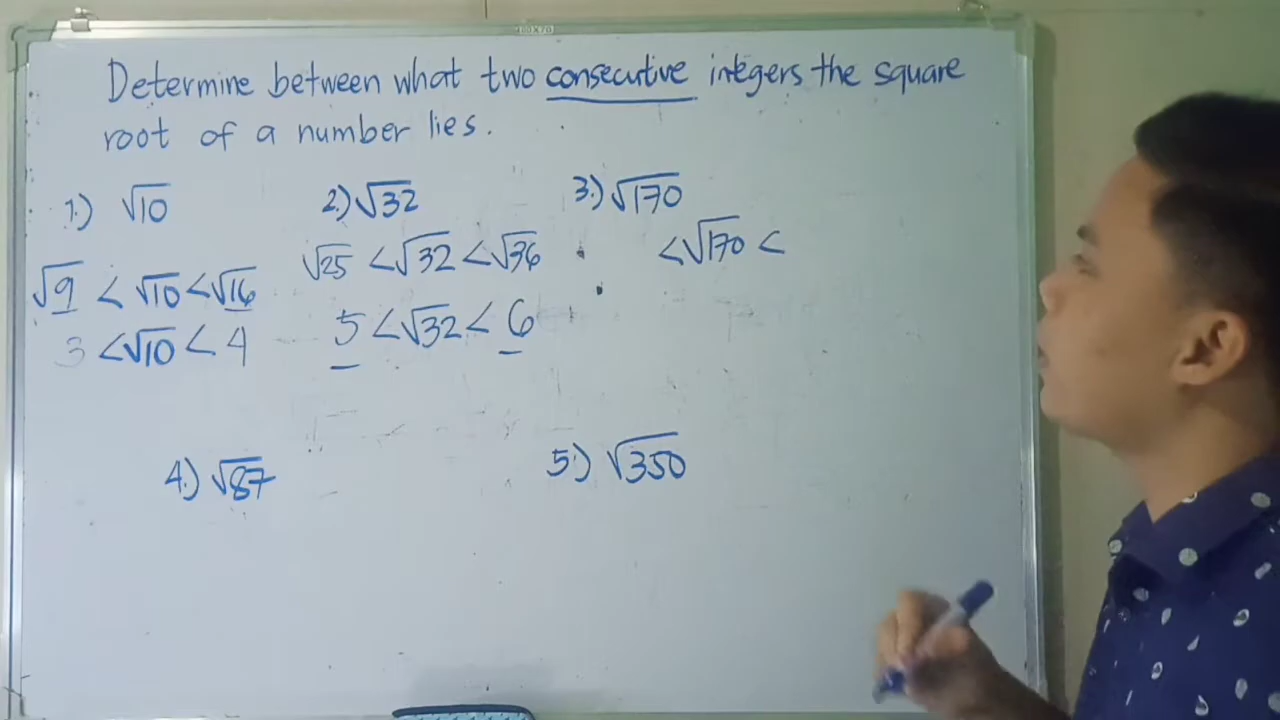 Determine between what two consecutive integers the square
root of a number lies.
1.) √10
2.) √32
3.) √170
√9 < √10 < √16
√25 < √32 < √36
< √170 <
3 < √10 < 4
5 < √32 < 6
4.) √87
5.) √350